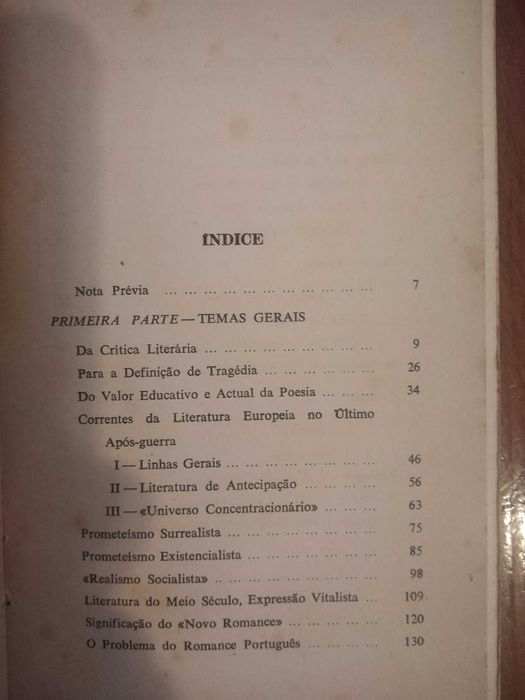 ÍNDICE
Nota Prévia ... ... ... ... ... ... ... ... ... ... ... 7
PRIMEIRA PARTE — TEMAS GERAIS
Da Crítica Literária ... ... ... ... ... ... ... ... ... 9
Para a Definição de Tragédia ... ... ... ... ... ... 26
Do Valor Educativo e Actual da Poesia ... ... ... 34
Correntes da Literatura Europeia no Último
Após-guerra
I — Linhas Gerais ... ... ... ... ... ... ... ... 46
II — Literatura de Antecipação ... ... ... ... 56
III — «Universo Concentracionário» ... ... ... 63
Prometeísmo Surrealista ... ... ... ... ... ... ... 75
Prometeísmo Existencialista ... ... ... ... ... ... 85
«Realismo Socialista» .. ... ... ... ... ... ... ... 98
Literatura do Meio Século, Expressão Vitalista ... 109
Significação do «Novo Romance» ... ... ... ... ... 120
O Problema do Romance Português ... ... ... ... 130